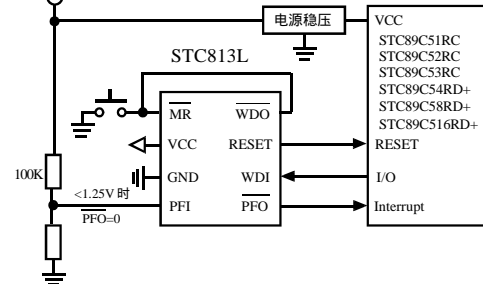 电源稳压
VCC
STC89C51RC
STC89C52RC
STC89C53RC
STC89C54RD+
STC89C58RD+
STC89C516RD+
RESET
I/O
Interrupt
STC813L
MR
WDO
VCC
RESET
GND
WDI
PFI
PFO
100K
<1.25V 时
PFO=0